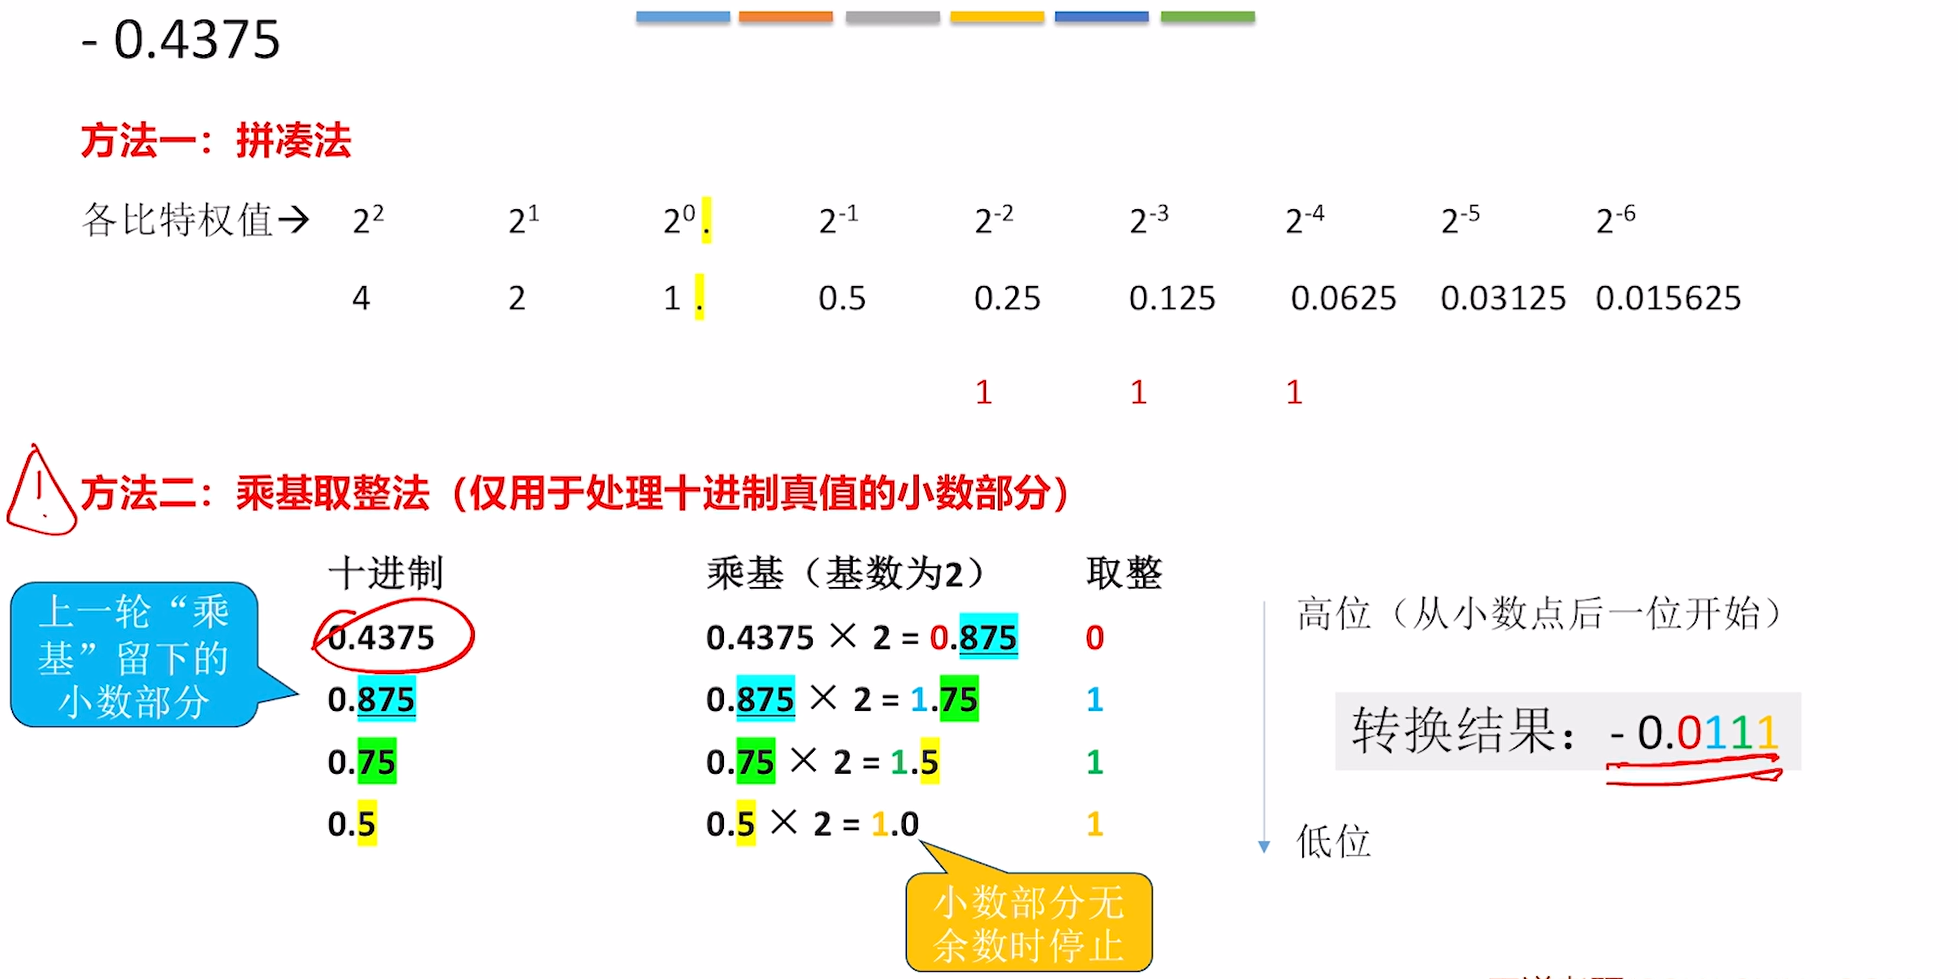 - 0.4375
方法一：拼凑法
各比特权值→ 2² 2¹ 2⁰. 2⁻¹ 2⁻² 2⁻³ 2⁻⁴ 2⁻⁵ 2⁻⁶
4 2 1. 0.5 0.25 0.125 0.0625 0.03125 0.015625
1 1 1
! 方法二：乘基取整法（仅用于处理十进制真值的小数部分）
十进制 乘基（基数为2） 取整
上一轮“乘
基”留下的
小数部分
0.4375 0.4375 × 2 = 0.875 0
0.875 0.875 × 2 = 1.75 1
0.75 0.75 × 2 = 1.5 1
0.5 0.5 × 2 = 1.0 1
高位（从小数点后一位开始）
转换结果：- 0.0111
低位
小数部分无
余数时停止